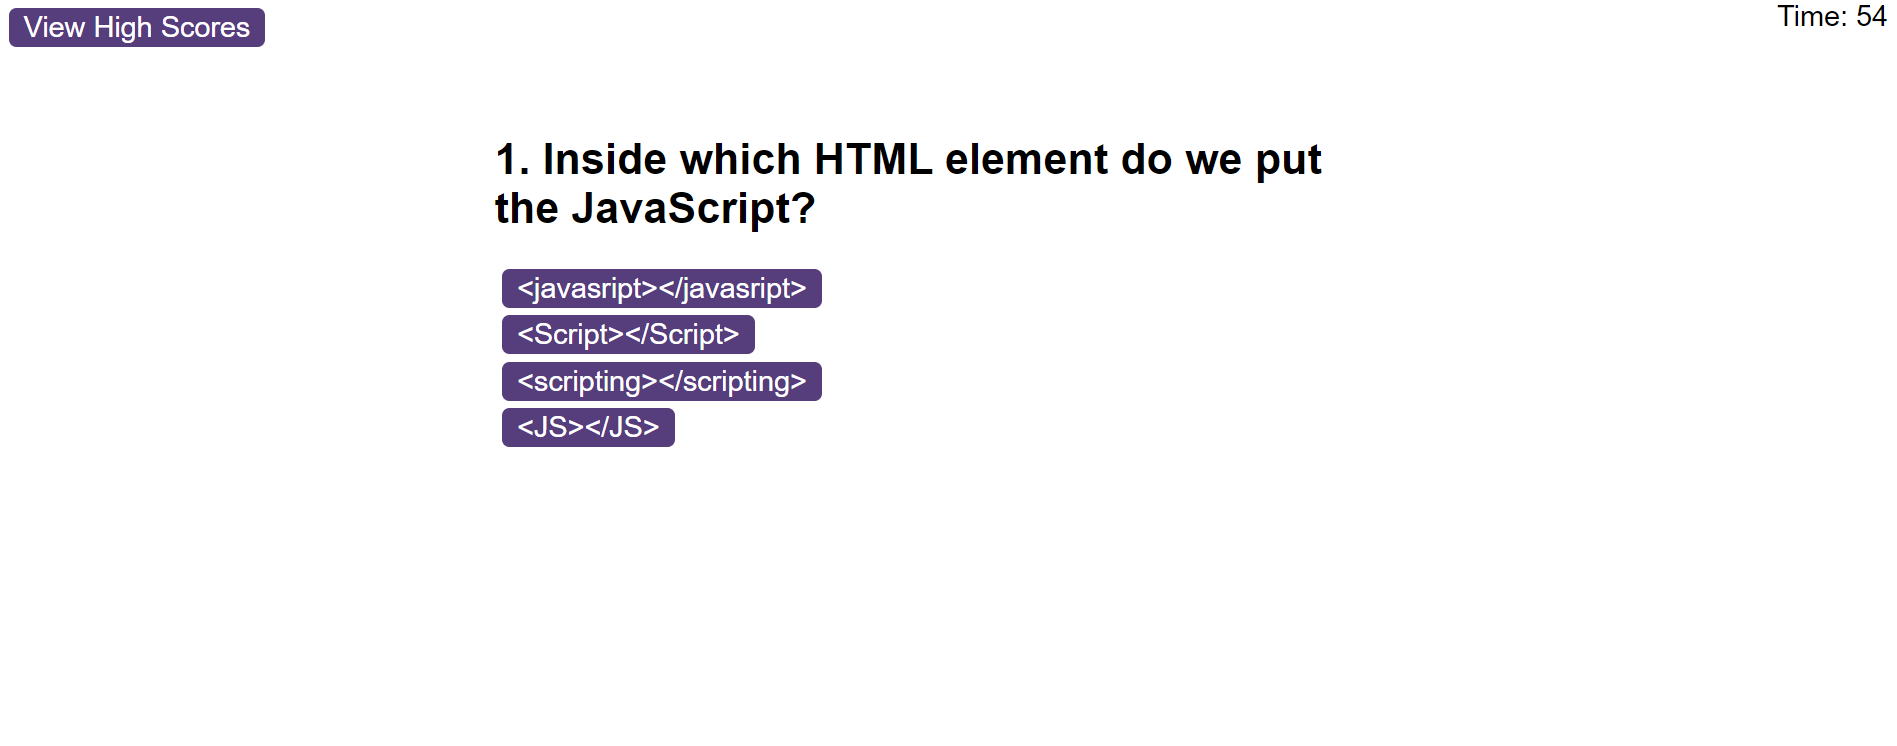 View High Scores
Time: 54
1. Inside which HTML element do we put
the JavaScript?
<javasript></javasript>
<Script></Script>
<scripting></scripting>
<JS></JS>